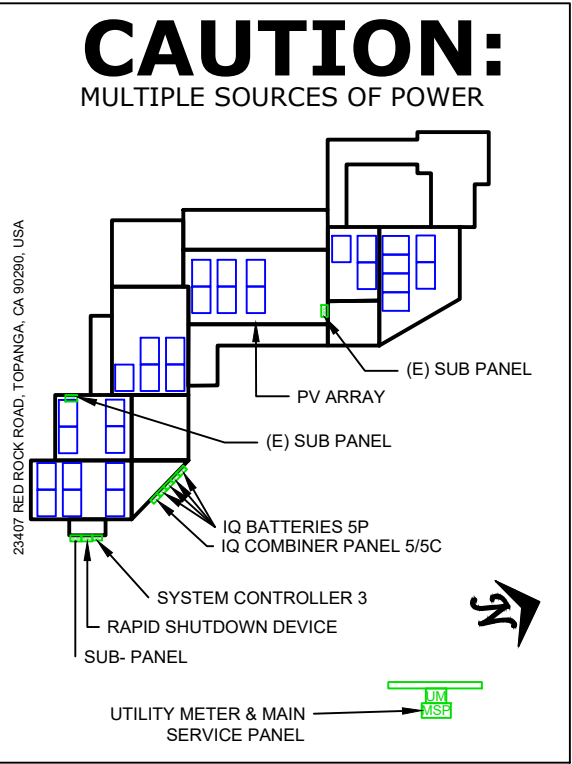 CAUTION:
MULTIPLE SOURCES OF POWER
23407 RED ROCK ROAD, TOPANGA, CA 90290, USA
(E) SUB PANEL
PV ARRAY
(E) SUB PANEL
IQ BATTERIES 5P
IQ COMBINER PANEL 5/5C
SYSTEM CONTROLLER 3
RAPID SHUTDOWN DEVICE
SUB- PANEL
N
UM
MSP
UTILITY METER & MAIN
SERVICE PANEL